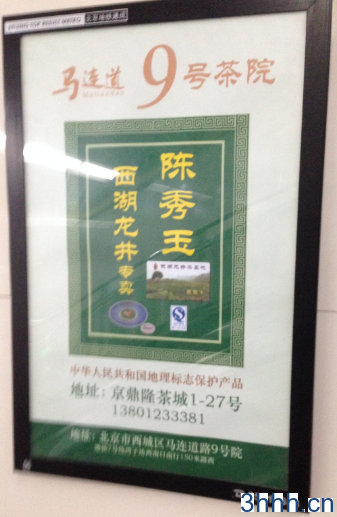 马连道 9号茶院
MaLianDao
陈秀玉
西湖龙井专卖
中华人民共和国地理标志保护产品
地址：京鼎隆茶城1-27号
13801233381
地址：北京市西城区马连道路9号院
3hhh.cn